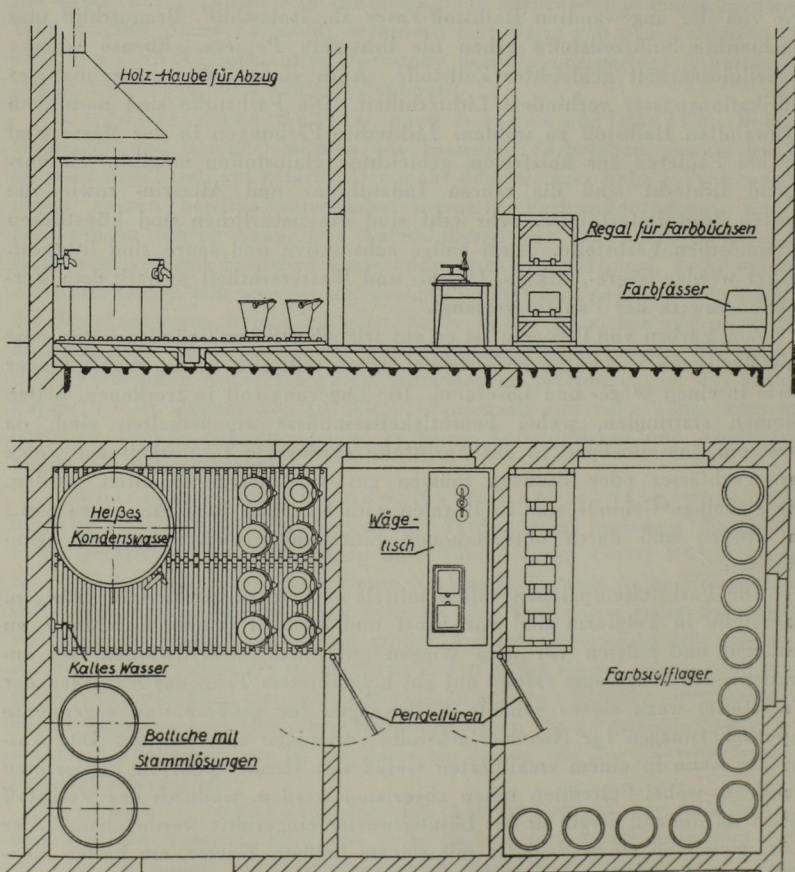 Holz-Haube für Abzug
Regal für Farbbüchsen
Farbfässer
Heißes
Kondenswasser
Wäge-
tisch
Kaltes Wasser
Farbstofflager
Pendeltüren
Bottiche mit
Stammlösungen